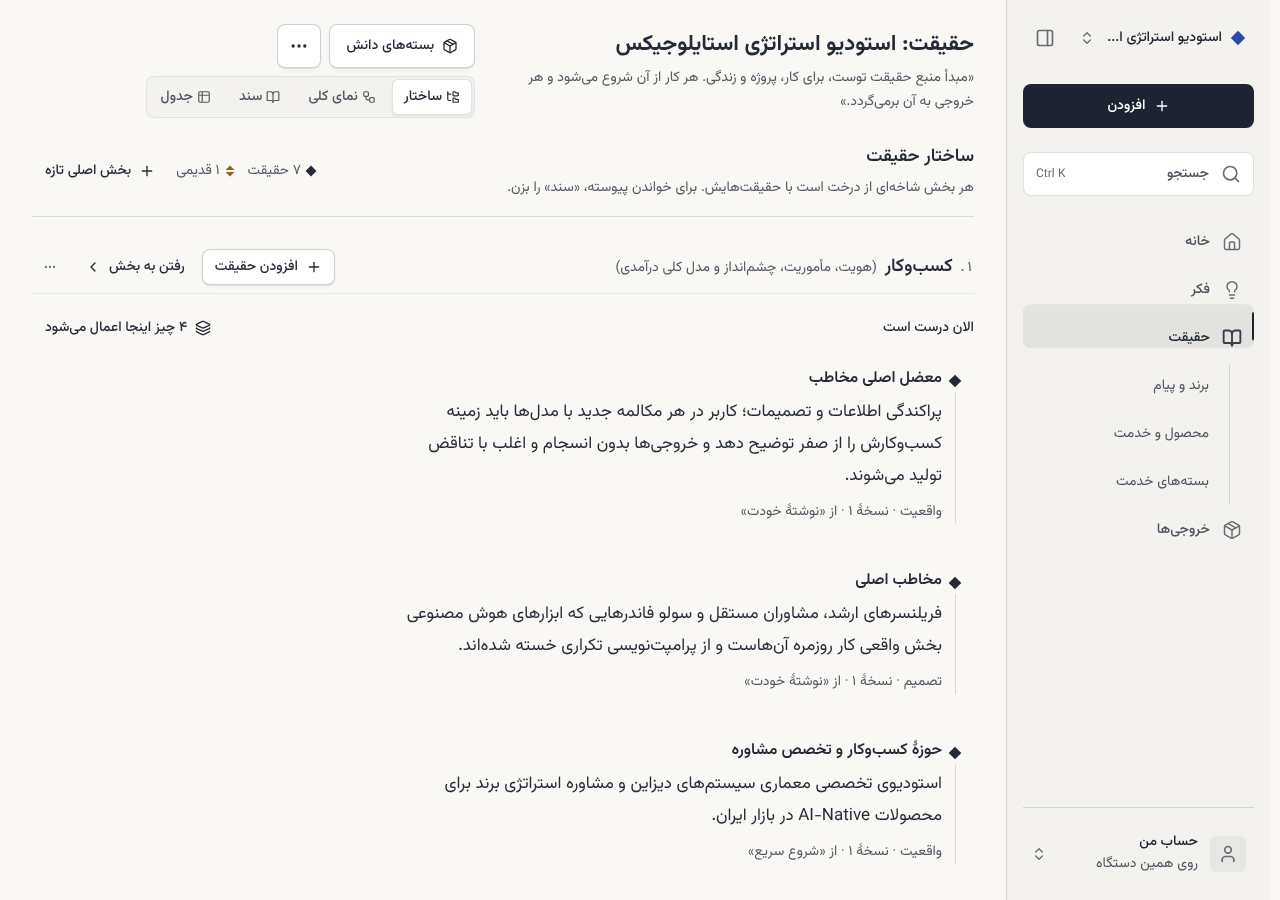 استودیو استراتژی ا...
افزودن
جستجو
Ctrl K
خانه
فکر
حقیقت
برند و پیام
محصول و خدمت
بسته‌های خدمت
خروجی‌ها
حساب من
روی همین دستگاه
حقیقت: استودیو استراتژی استایلوجیکس
«مبدأ منبع حقیقت توست، برای کار، پروژه و زندگی. هر کار از آن شروع می‌شود و هر
خروجی به آن برمی‌گردد.»
بسته‌های دانش
ساختار
نمای کلی
سند
جدول
ساختار حقیقت
هر بخش شاخه‌ای از درخت است با حقیقت‌هایش. برای خواندن پیوسته، «سند» را بزن.
۷ حقیقت
۱ قدیمی
بخش اصلی تازه
۱. کسب‌وکار (هویت، مأموریت، چشم‌انداز و مدل کلی درآمدی)
افزودن حقیقت
رفتن به بخش
الان درست است
۴ چیز اینجا اعمال می‌شود
معضل اصلی مخاطب
پراکندگی اطلاعات و تصمیمات؛ کاربر در هر مکالمه جدید با مدل‌ها باید زمینه
کسب‌وکارش را از صفر توضیح دهد و خروجی‌ها بدون انسجام و اغلب با تناقض
تولید می‌شوند.
واقعیت · نسخهٔ ۱ · از «نوشتهٔ خودت»
مخاطب اصلی
فریلنسرهای ارشد، مشاوران مستقل و سولو فاندرهایی که ابزارهای هوش مصنوعی
بخش واقعی کار روزمره آن‌هاست و از پرامپت‌نویسی تکراری خسته شده‌اند.
تصمیم · نسخهٔ ۱ · از «نوشتهٔ خودت»
حوزهٔ کسب‌وکار و تخصص مشاوره
استودیوی تخصصی معماری سیستم‌های دیزاین و مشاوره استراتژی برند برای
محصولات AI-Native در بازار ایران.
واقعیت · نسخهٔ ۱ · از «شروع سریع»